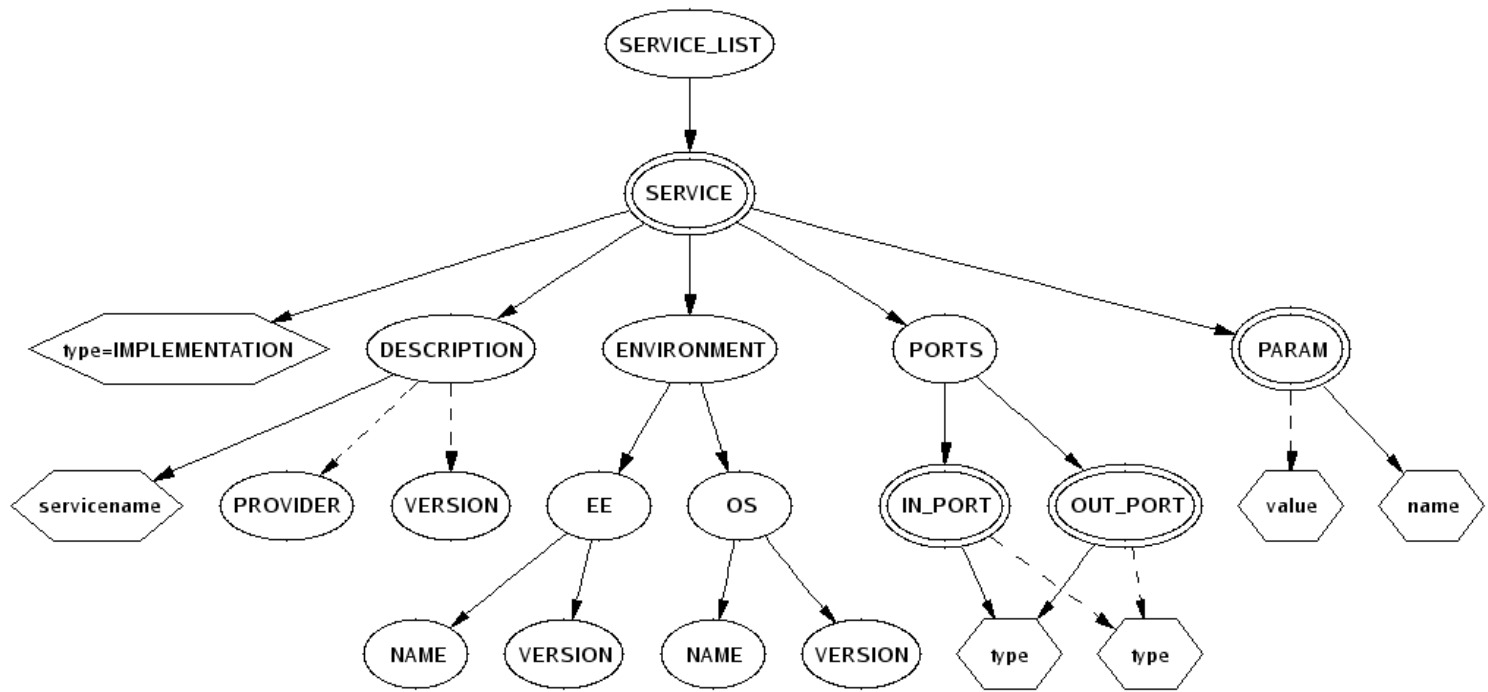 SERVICE_LIST
SERVICE
type=IMPLEMENTATION
DESCRIPTION
ENVIRONMENT
PORTS
PARAM
servicename
PROVIDER
VERSION
EE
OS
IN_PORT
OUT_PORT
value
name
NAME
VERSION
NAME
VERSION
type
type